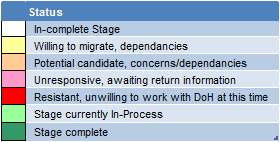 Status
In-complete Stage
Willing to migrate, dependancies
Potential candidate, concerns/dependancies
Unresponsive, awaiting return information
Resistant, unwilling to work with DoH at this time
Stage currently In-Process
Stage complete